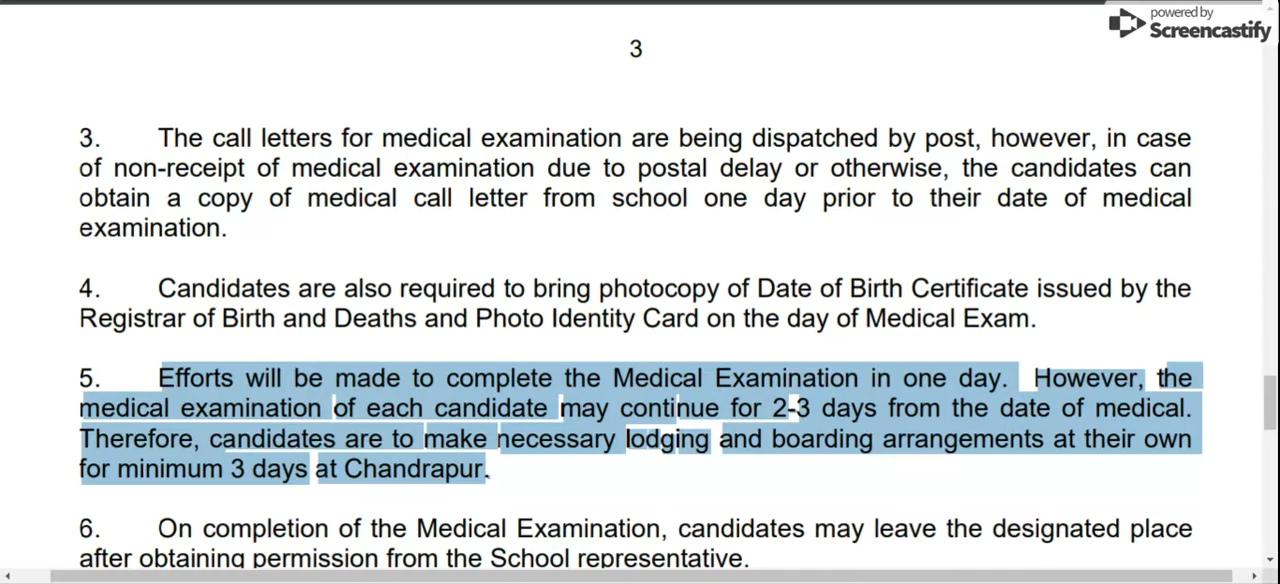 powered by
Screencastify
3
3. The call letters for medical examination are being dispatched by post, however, in case
of non-receipt of medical examination due to postal delay or otherwise, the candidates can
obtain a copy of medical call letter from school one day prior to their date of medical
examination.
4. Candidates are also required to bring photocopy of Date of Birth Certificate issued by the
Registrar of Birth and Deaths and Photo Identity Card on the day of Medical Exam.
5. Efforts will be made to complete the Medical Examination in one day. However, the
medical examination of each candidate may continue for 2-3 days from the date of medical.
Therefore, candidates are to make necessary lodging and boarding arrangements at their own
for minimum 3 days at Chandrapur.
6. On completion of the Medical Examination, candidates may leave the designated place
after obtaining permission from the School representative.